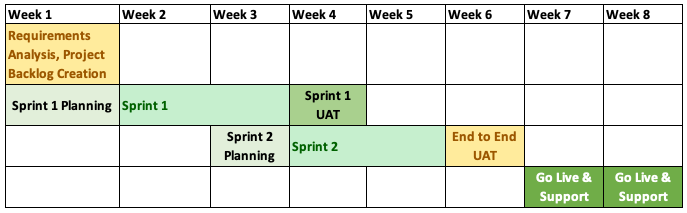 Week 1 Week 2 Week 3 Week 4 Week 5 Week 6 Week 7 Week 8
Requirements
Analysis, Project
Backlog Creation
Sprint 1 Planning Sprint 1 Sprint 1
UAT
Sprint 2
Planning Sprint 2 End to End
UAT
Go Live & Go Live &
Support Support